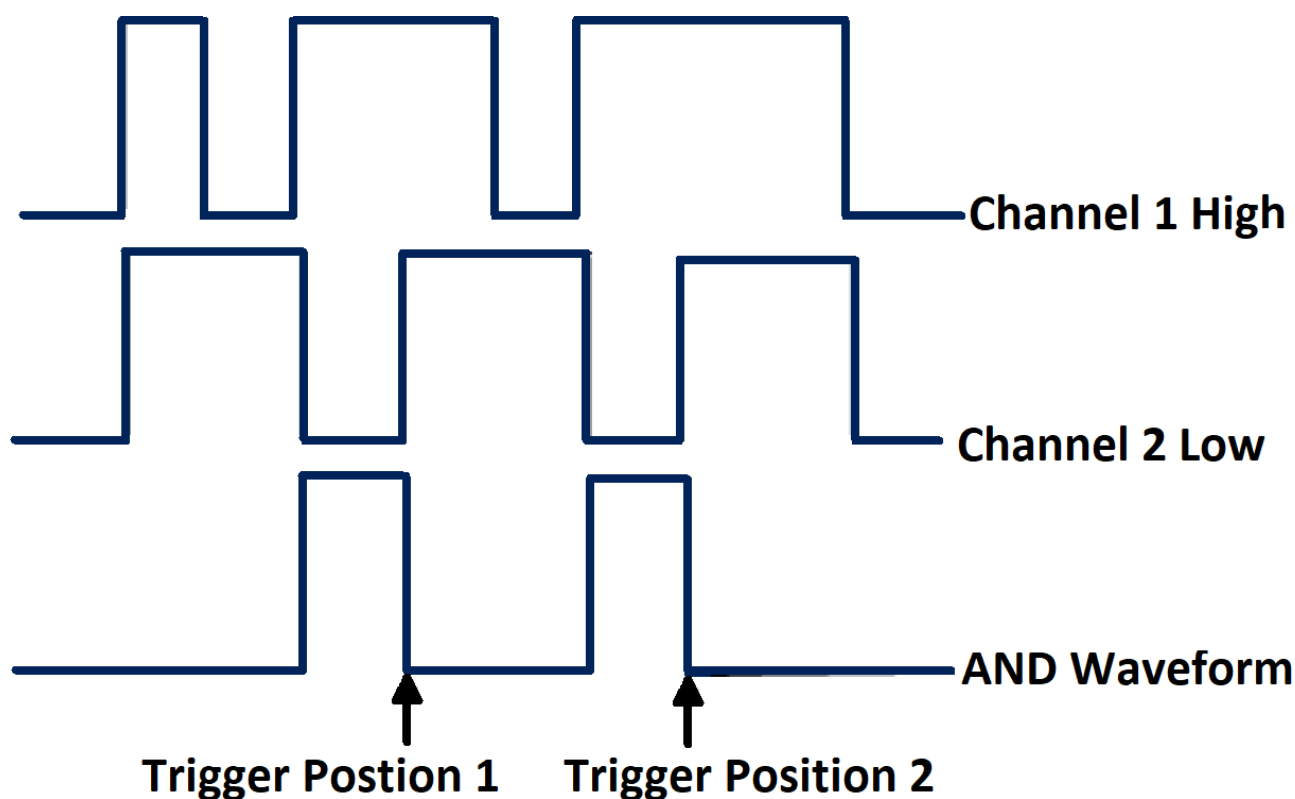 Channel 1 High
Channel 2 Low
AND Waveform
Trigger Postion 1
Trigger Position 2